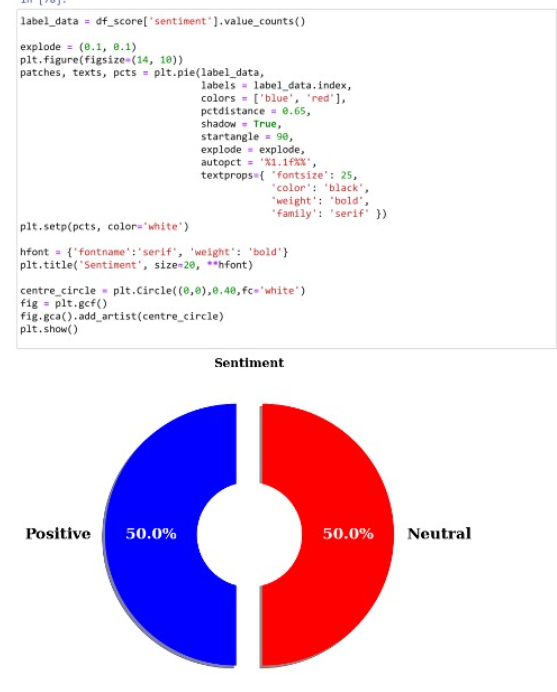 In [78]:
label_data = df_score['sentiment'].value_counts()
explode = (0.1, 0.1)
plt.figure(figsize=(14, 10))
patches, texts, pcts = plt.pie(label_data,
labels = label_data.index,
colors = ['blue', 'red'],
pctdistance = 0.65,
shadow = True,
startangle = 90,
explode = explode,
autopct = '%1.1f%%',
textprops={ 'fontsize': 25,
'color': 'black',
'weight': 'bold',
'family': 'serif' })
plt.setp(pcts, color='white')
hfont = {'fontname':'serif', 'weight': 'bold'}
plt.title('Sentiment', size=20, **hfont)
centre_circle = plt.Circle((0,0),0.40,fc='white')
fig = plt.gcf()
fig.gca().add_artist(centre_circle)
plt.show()
Sentiment
Positive 50.0% 50.0% Neutral